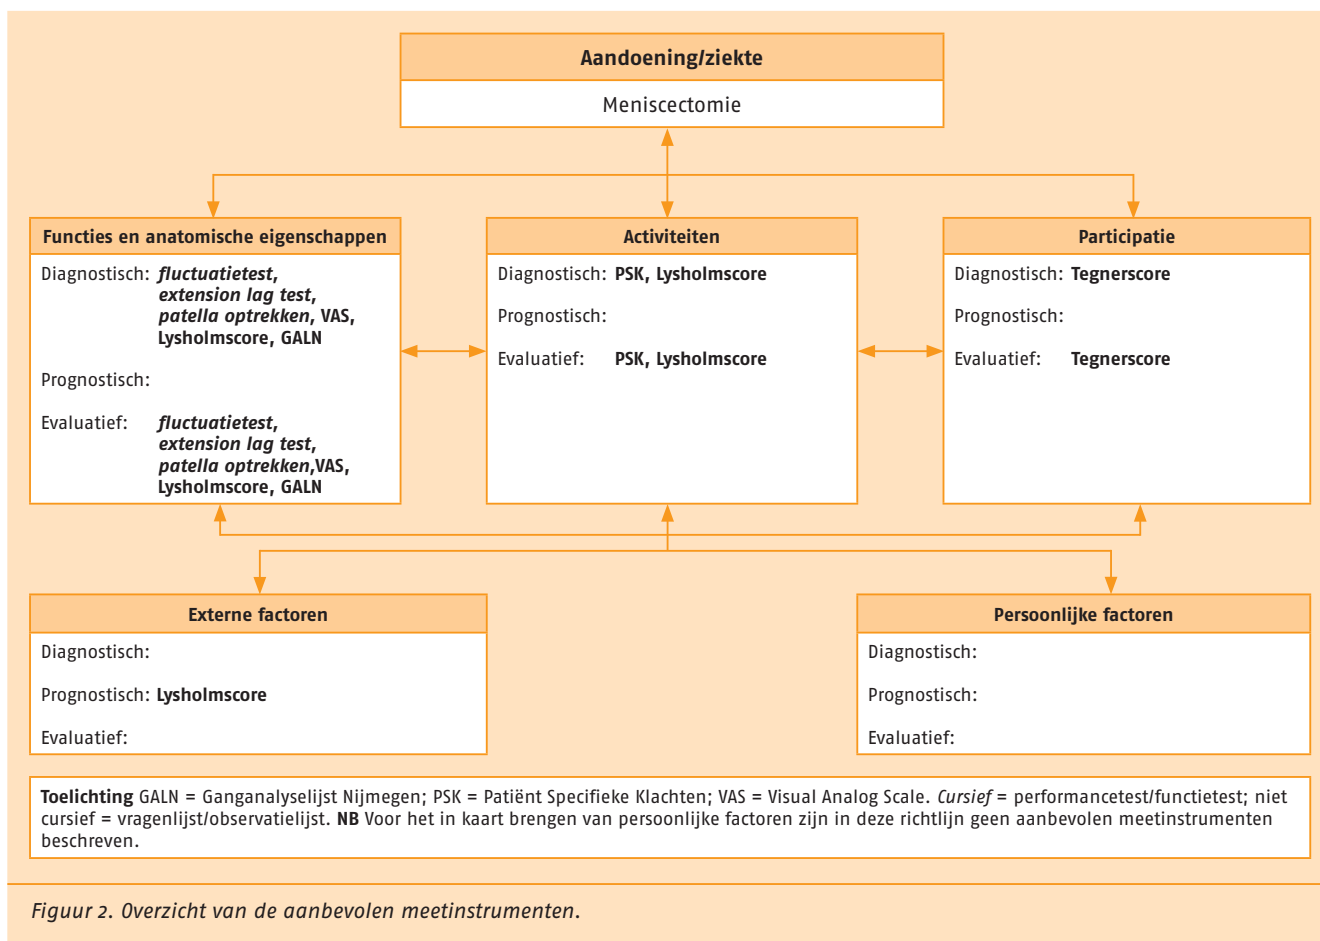 Aandoening/ziekte
Meniscectomie
Functies en anatomische eigenschappen
Diagnostisch: fluctuatietest,
extension lag test,
patella optrekken, VAS,
Lysholmscore, GALN
Prognostisch:
Evaluatief: fluctuatietest,
extension lag test,
patella optrekken,VAS,
Lysholmscore, GALN
Activiteiten
Diagnostisch: PSK, Lysholmscore
Prognostisch:
Evaluatief: PSK, Lysholmscore
Participatie
Diagnostisch: Tegnerscore
Prognostisch:
Evaluatief: Tegnerscore
Externe factoren
Diagnostisch:
Prognostisch: Lysholmscore
Evaluatief:
Persoonlijke factoren
Diagnostisch:
Prognostisch:
Evaluatief:
Toelichting GALN = Ganganalyselijst Nijmegen; PSK = Patiënt Specifieke Klachten; VAS = Visual Analog Scale. Cursief = performancetest/functietest; niet
cursief = vragenlijst/observatielijst. NB Voor het in kaart brengen van persoonlijke factoren zijn in deze richtlijn geen aanbevolen meetinstrumenten
beschreven.
Figuur 2. Overzicht van de aanbevolen meetinstrumenten.